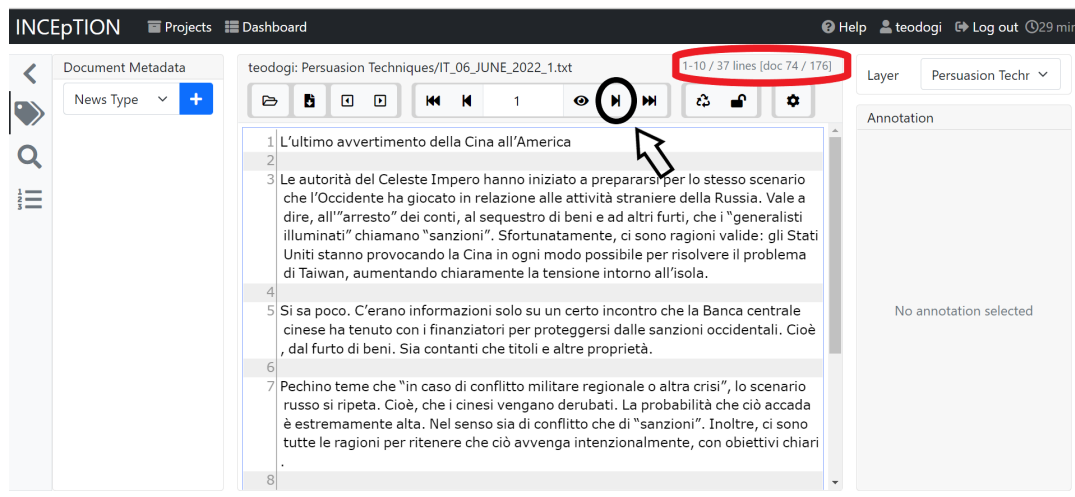 INCEpTION Projects Dashboard Help teodogi Log out 29 min
Document Metadata
News Type
teodogi: Persuasion Techniques/IT_06_JUNE_2022_1.txt
1-10 / 37 lines [doc 74 / 176]
1
Layer Persuasion Techr
Annotation
No annotation selected
1 L’ultimo avvertimento della Cina all’America
2
3 Le autorità del Celeste Impero hanno iniziato a prepararsi per lo stesso scenario
che l’Occidente ha giocato in relazione alle attività straniere della Russia. Vale a
dire, all'”arresto” dei conti, al sequestro di beni e ad altri furti, che i “generalisti
illuminati” chiamano “sanzioni”. Sfortunatamente, ci sono ragioni valide: gli Stati
Uniti stanno provocando la Cina in ogni modo possibile per risolvere il problema
di Taiwan, aumentando chiaramente la tensione intorno all’isola.
4
5 Si sa poco. C’erano informazioni solo su un certo incontro che la Banca centrale
cinese ha tenuto con i finanziatori per proteggersi dalle sanzioni occidentali. Cioè
, dal furto di beni. Sia contanti che titoli e altre proprietà.
6
7 Pechino teme che “in caso di conflitto militare regionale o altra crisi”, lo scenario
russo si ripeta. Cioè, che i cinesi vengano derubati. La probabilità che ciò accada
è estremamente alta. Nel senso sia di conflitto che di “sanzioni”. Inoltre, ci sono
tutte le ragioni per ritenere che ciò avvenga intenzionalmente, con obiettivi chiari
.
8